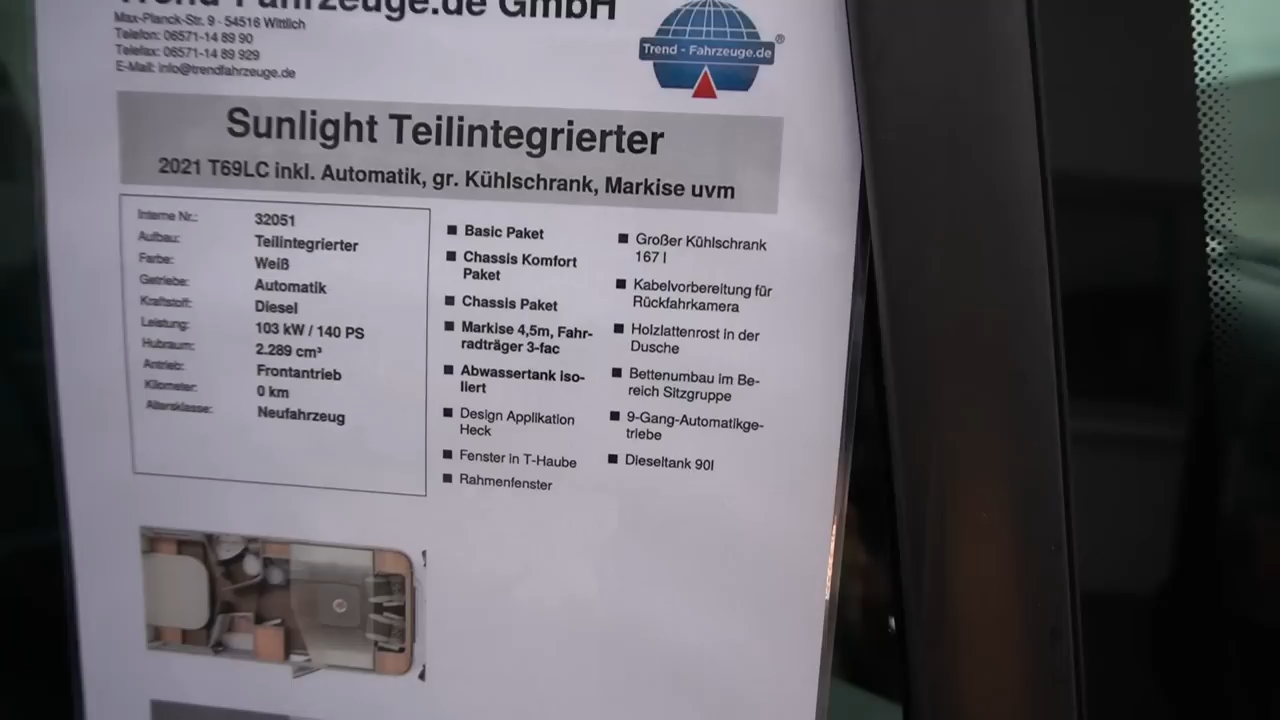 Trend-Fahrzeuge.de GmbH
Max-Planck-Str. 9 - 54516 Wittlich
Telefon: 06571-14 89 90
Telefax: 06571-14 89 929
E-Mail: info@trendfahrzeuge.de
Trend - Fahrzeuge.de ®
Sunlight Teilintegrierter
2021 T69LC inkl. Automatik, gr. Kühlschrank, Markise uvm
Interne Nr.: 32051
Aufbau: Teilintegrierter
Farbe: Weiß
Getriebe: Automatik
Kraftstoff: Diesel
Leistung: 103 kW / 140 PS
Hubraum: 2.289 cm³
Antrieb: Frontantrieb
Kilometer: 0 km
Altersklasse: Neufahrzeug
■ Basic Paket
■ Chassis Komfort
Paket
■ Chassis Paket
■ Markise 4,5m, Fahr-
radträger 3-fac
■ Abwassertank iso-
liert
■ Design Applikation
Heck
■ Fenster in T-Haube
■ Rahmenfenster
■ Großer Kühlschrank
167 l
■ Kabelvorbereitung für
Rückfahrkamera
■ Holzlattenrost in der
Dusche
■ Bettenumbau im Be-
reich Sitzgruppe
■ 9-Gang-Automatikge-
triebe
■ Dieseltank 90l